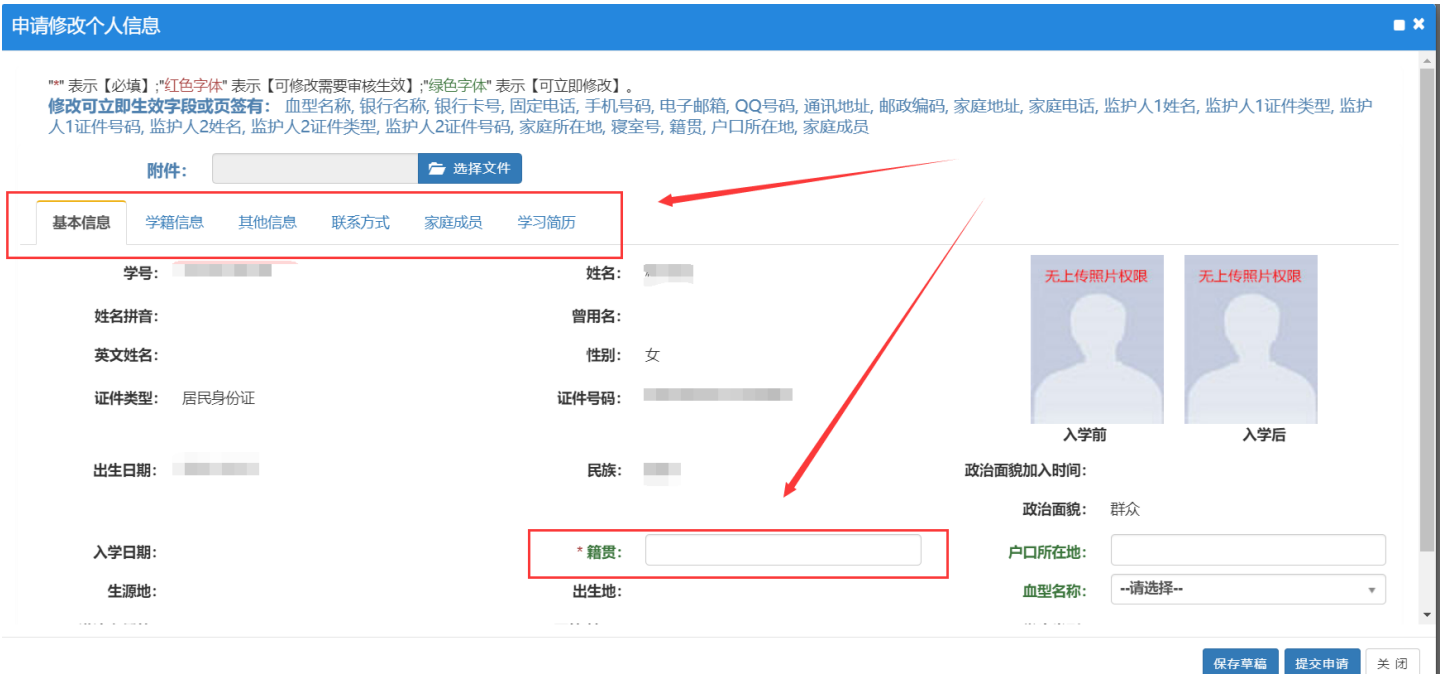 申请修改个人信息
"*" 表示【必填】;"红色字体" 表示【可修改需要审核生效】;"绿色字体" 表示【可立即修改】。
修改可立即生效字段或页签有： 血型名称, 银行名称, 银行卡号, 固定电话, 手机号码, 电子邮箱, QQ号码, 通讯地址, 邮政编码, 家庭地址, 家庭电话, 监护人1姓名, 监护人1证件类型, 监护
人1证件号码, 监护人2姓名, 监护人2证件类型, 监护人2证件号码, 家庭所在地, 寝室号, 籍贯, 户口所在地, 家庭成员
附件： 选择文件
基本信息 学籍信息 其他信息 联系方式 家庭成员 学习简历
学号： 姓名： 无上传照片权限 无上传照片权限
姓名拼音： 曾用名：
英文姓名： 性别： 女
证件类型： 居民身份证 证件号码：
入学前 入学后
出生日期： 民族： 政治面貌加入时间：
政治面貌： 群众
入学日期： * 籍贯： 户口所在地：
生源地： 出生地： 血型名称： --请选择--
保存草稿 提交申请 关 闭